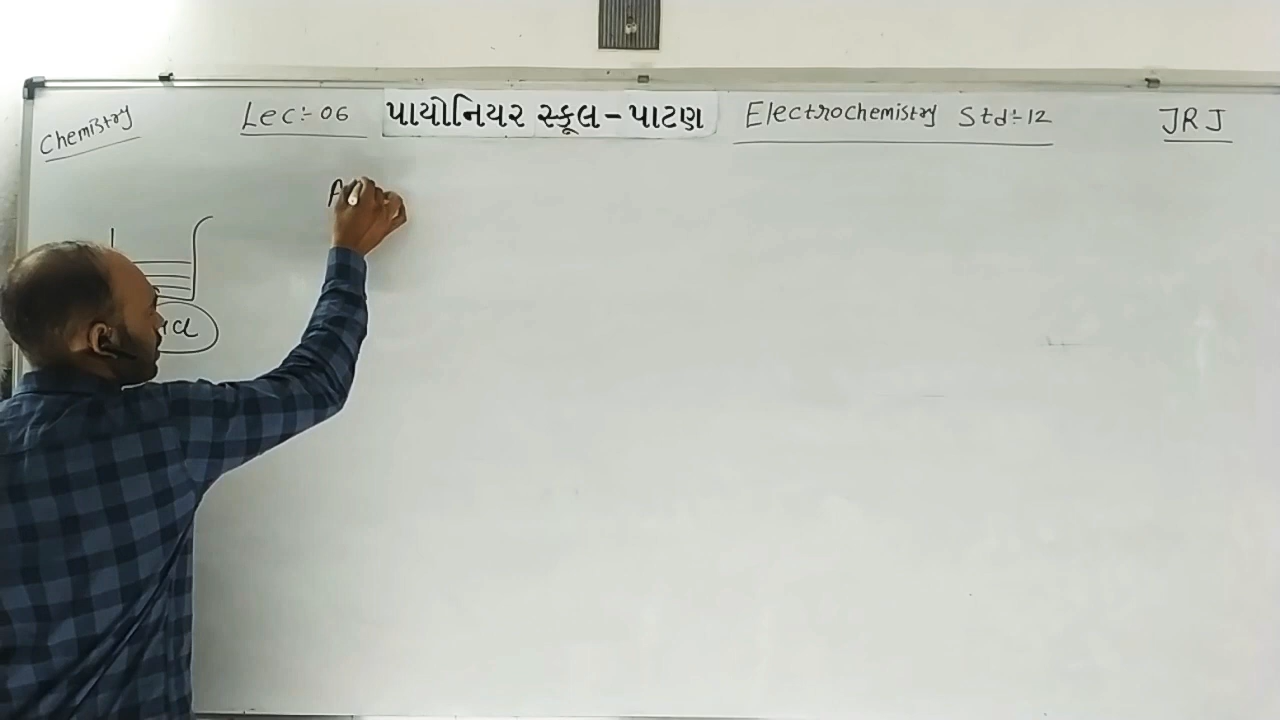 Chemistry
Lec:- 06
પાયોનિયર સ્કૂલ - પાટણ
Electrochemistry Std:- 12
JRJ